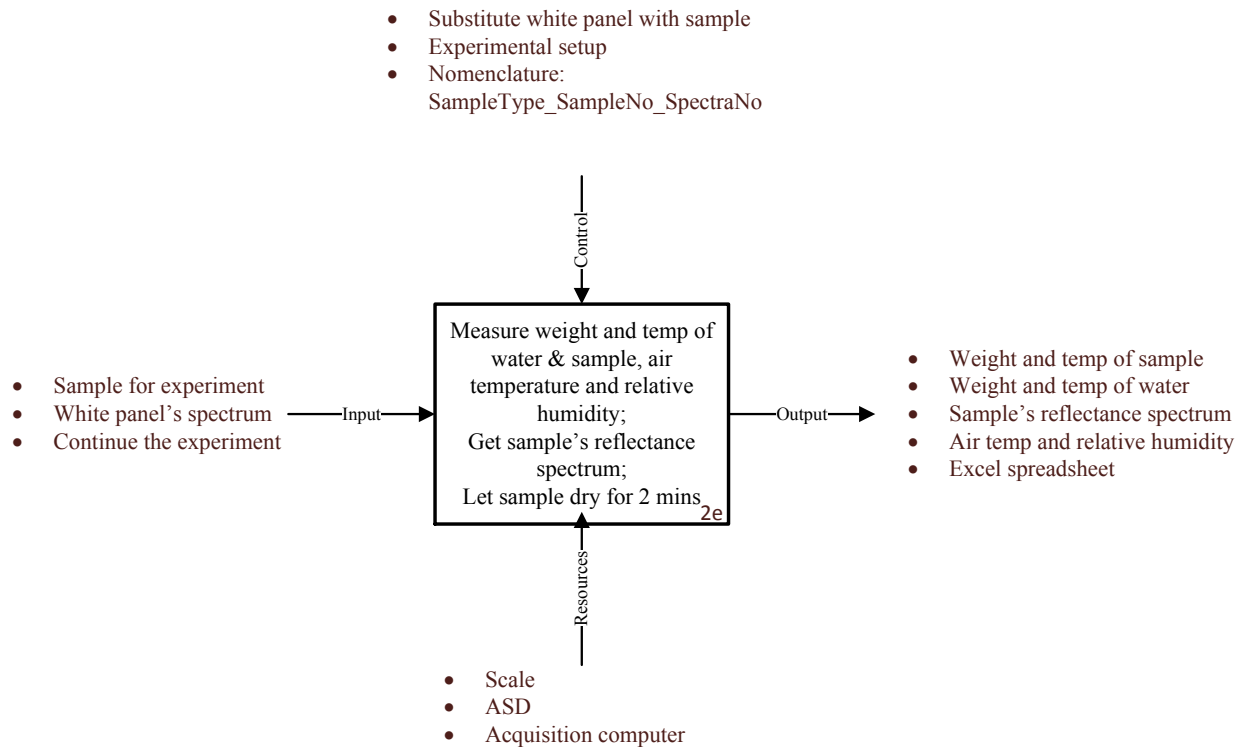 • Substitute white panel with sample
• Experimental setup
• Nomenclature:
SampleType_SampleNo_SpectraNo
Control
• Sample for experiment
• White panel’s spectrum
• Continue the experiment
Input
Measure weight and temp of
water & sample, air
temperature and relative
humidity;
Get sample’s reflectance
spectrum;
Let sample dry for 2 mins
2e
Output
• Weight and temp of sample
• Weight and temp of water
• Sample’s reflectance spectrum
• Air temp and relative humidity
• Excel spreadsheet
Resources
• Scale
• ASD
• Acquisition computer